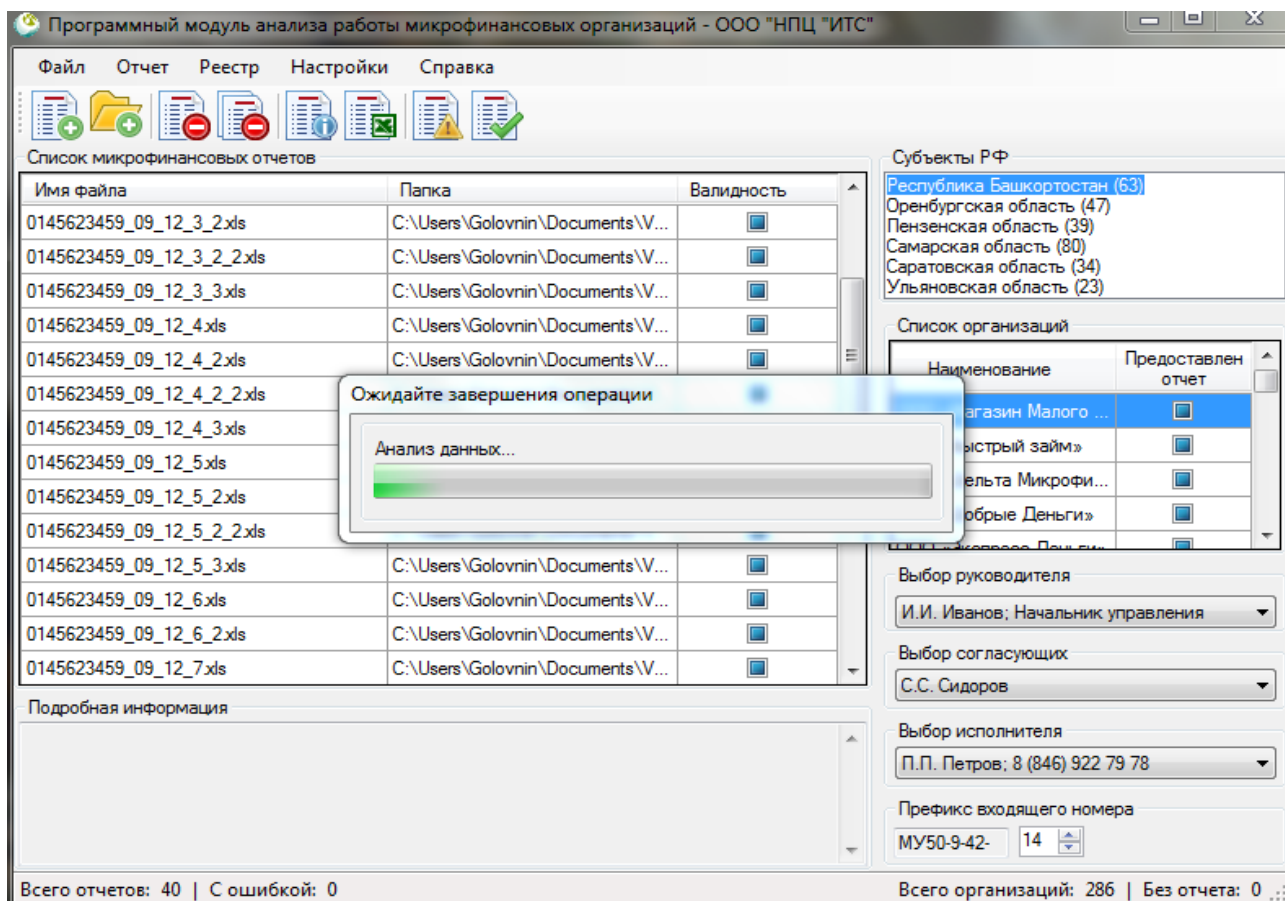 Программный модуль анализа работы микрофинансовых организаций - ООО "НПЦ "ИТС"
Файл Отчет Реестр Настройки Справка
Список микрофинансовых отчетов
Имя файла Папка Валидность
0145623459_09_12_3_2.xls C:\Users\Golovnin\Documents\V...
0145623459_09_12_3_2_2.xls C:\Users\Golovnin\Documents\V...
0145623459_09_12_3_3.xls C:\Users\Golovnin\Documents\V...
0145623459_09_12_4.xls C:\Users\Golovnin\Documents\V...
0145623459_09_12_4_2.xls C:\Users\Golovnin\Documents\V...
0145623459_09_12_4_2_2.xls
0145623459_09_12_4_3.xls
0145623459_09_12_5.xls
0145623459_09_12_5_2.xls
0145623459_09_12_5_2_2.xls
0145623459_09_12_5_3.xls C:\Users\Golovnin\Documents\V...
0145623459_09_12_6.xls C:\Users\Golovnin\Documents\V...
0145623459_09_12_6_2.xls C:\Users\Golovnin\Documents\V...
0145623459_09_12_7.xls C:\Users\Golovnin\Documents\V...
Ожидайте завершения операции
Анализ данных...
Подробная информация
Субъекты РФ
Республика Башкортостан (63)
Оренбургская область (47)
Пензенская область (39)
Самарская область (80)
Саратовская область (34)
Ульяновская область (23)
Список организаций
Наименование Предоставлен
отчет
агазин Малого ...
ыстрый займ»
ельта Микрофи...
обрые Деньги»
Выбор руководителя
И.И. Иванов; Начальник управления
Выбор согласующих
С.С. Сидоров
Выбор исполнителя
П.П. Петров; 8 (846) 922 79 78
Префикс входящего номера
МУ50-9-42- 14
Всего отчетов: 40 | С ошибкой: 0 Всего организаций: 286 | Без отчета: 0